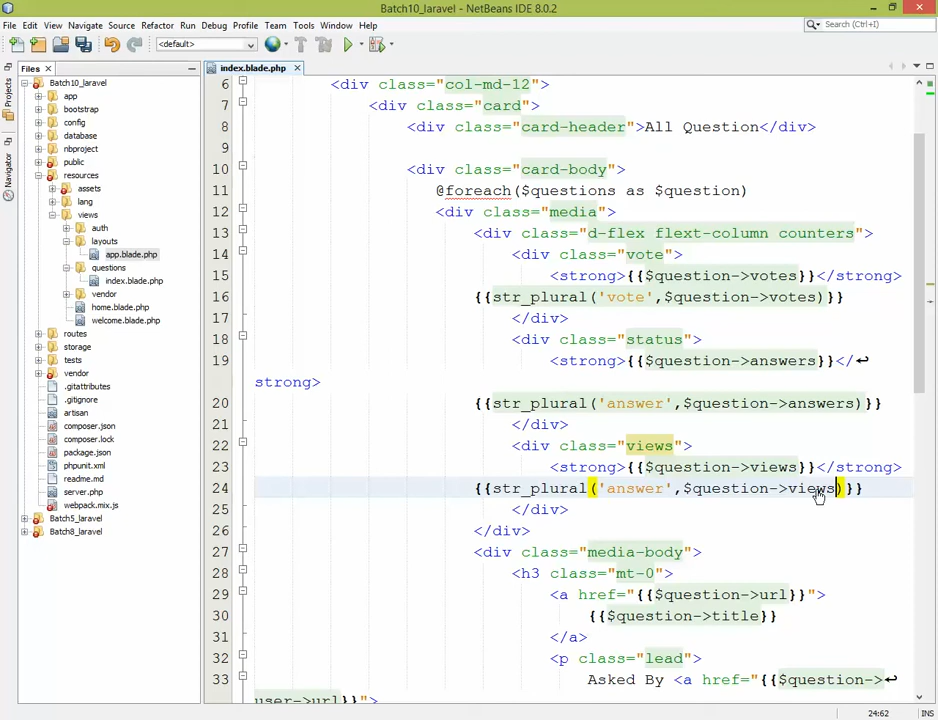 Batch10_laravel - NetBeans IDE 8.0.2
File Edit View Navigate Source Refactor Run Debug Profile Team Tools Window Help
Search (Ctrl+I)
<default>
Files
index.blade.php
Projects
Navigator
Batch10_laravel
app
bootstrap
config
database
nbproject
public
resources
assets
lang
views
auth
layouts
app.blade.php
questions
index.blade.php
vendor
home.blade.php
welcome.blade.php
routes
storage
tests
vendor
.gitattributes
.gitignore
artisan
composer.json
composer.lock
package.json
phpunit.xml
readme.md
server.php
webpack.mix.js
Batch5_laravel
Batch8_laravel
6 <div class="col-md-12">
7 <div class="card">
8 <div class="card-header">All Question</div>
9
10 <div class="card-body">
11 @foreach($questions as $question)
12 <div class="media">
13 <div class="d-flex flext-column counters">
14 <div class="vote">
15 <strong>{{$question->votes}}</strong>
16 {{str_plural('vote',$question->votes)}}
17 </div>
18 <div class="status">
19 <strong>{{$question->answers}}</
strong>
20 {{str_plural('answer',$question->answers)}}
21 </div>
22 <div class="views">
23 <strong>{{$question->views}}</strong>
24 {{str_plural('answer',$question->views)}}
25 </div>
26 </div>
27 <div class="media-body">
28 <h3 class="mt-0">
29 <a href="{{$question->url}}">
30 {{$question->title}}
31 </a>
32 <p class="lead">
33 Asked By <a href="{{$question->
user->url}}">
24:62
INS